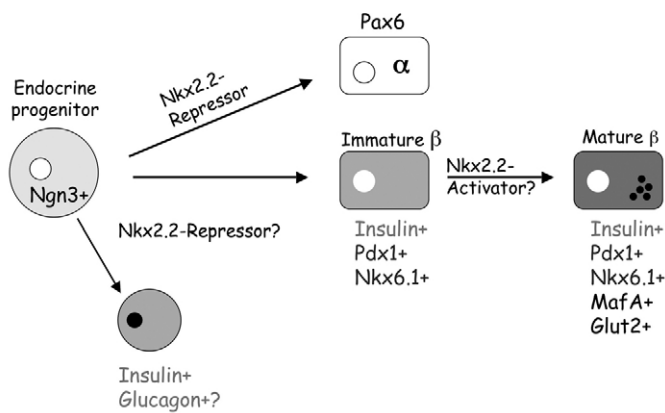 Pax6
α
Endocrine
progenitor
Ngn3+
Nkx2.2-
Repressor
Immature β
Nkx2.2-
Activator?
Mature β
Nkx2.2-Repressor?
Insulin+
Pdx1+
Nkx6.1+
Insulin+
Pdx1+
Nkx6.1+
MafA+
Glut2+
Insulin+
Glucagon+?